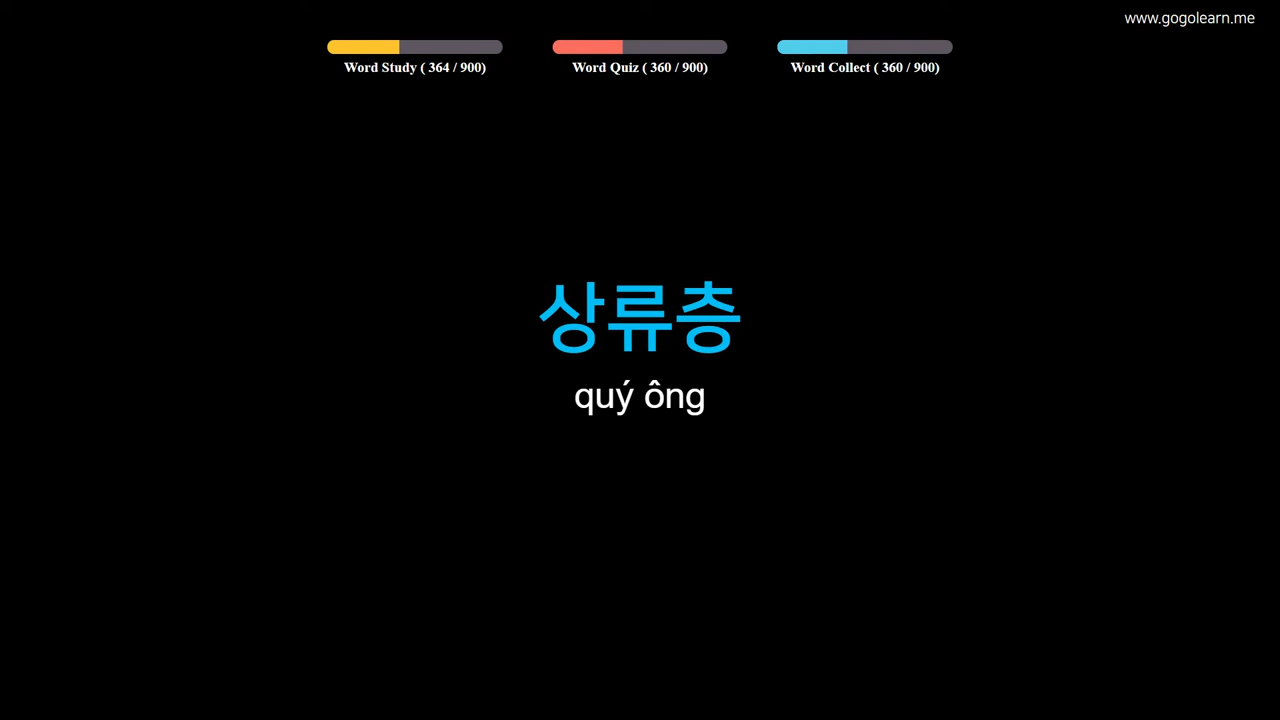 www.gogolearn.me
Word Study ( 364 / 900)
Word Quiz ( 360 / 900)
Word Collect ( 360 / 900)
상류층
quý ông